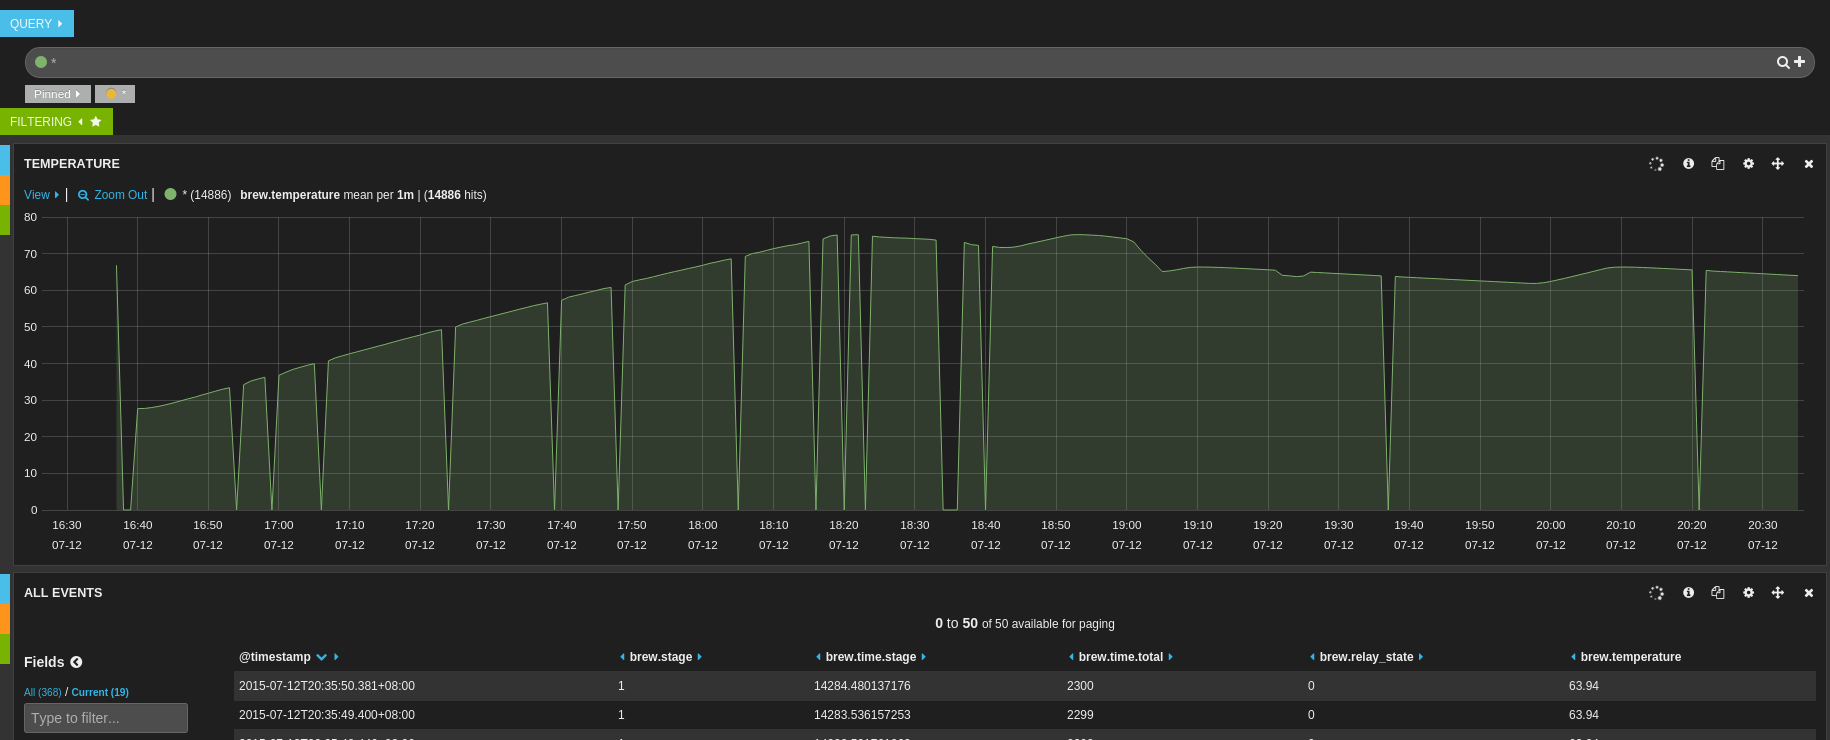 QUERY
*
Pinned *
FILTERING
TEMPERATURE
View | Zoom Out | * (14886) brew.temperature mean per 1m | (14886 hits)
80
70
60
50
40
30
20
10
0
16:30 16:40 16:50 17:00 17:10 17:20 17:30 17:40 17:50 18:00 18:10 18:20 18:30 18:40 18:50 19:00 19:10 19:20 19:30 19:40 19:50 20:00 20:10 20:20 20:30
07-12 07-12 07-12 07-12 07-12 07-12 07-12 07-12 07-12 07-12 07-12 07-12 07-12 07-12 07-12 07-12 07-12 07-12 07-12 07-12 07-12 07-12 07-12 07-12 07-12
ALL EVENTS
0 to 50 of 50 available for paging
Fields
All (368) / Current (19)
Type to filter...
@timestamp brew.stage brew.time.stage brew.time.total brew.relay_state brew.temperature
2015-07-12T20:35:50.381+08:00 1 14284.480137176 2300 0 63.94
2015-07-12T20:35:49.400+08:00 1 14283.536157253 2299 0 63.94